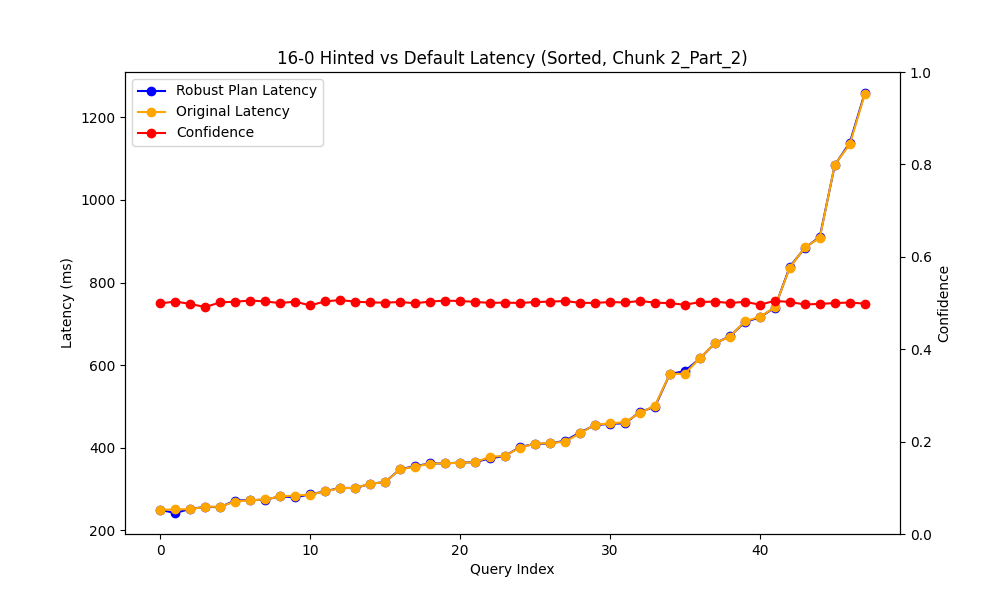 16-0 Hinted vs Default Latency (Sorted, Chunk 2_Part_2)
Robust Plan Latency
Original Latency
Confidence
Latency (ms)
1200
1000
800
600
400
200
1.0
0.8
0.6
0.4
0.2
0.0
Confidence
0 10 20 30 40
Query Index